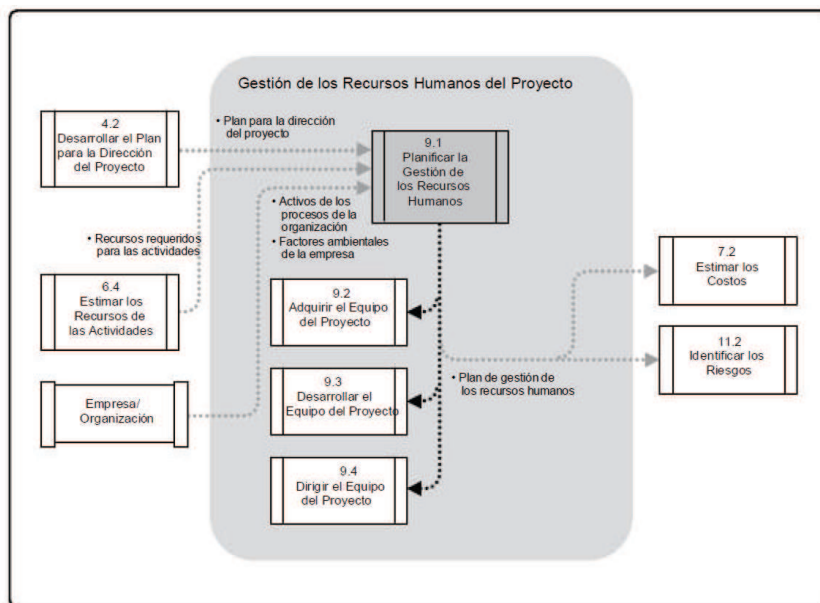 Gestión de los Recursos Humanos del Proyecto
4.2
Desarrollar el Plan
para la Dirección
del Proyecto
• Plan para la dirección
del proyecto
9.1
Planificar la
Gestión de
los Recursos
Humanos
• Activos de los
procesos de la
organización
• Factores ambientales
de la empresa
• Recursos requeridos
para las actividades
6.4
Estimar los
Recursos de
las Actividades
Empresa/
Organización
9.2
Adquirir el Equipo
del Proyecto
9.3
Desarrollar el
Equipo del Proyecto
9.4
Dirigir el Equipo
del Proyecto
• Plan de gestión de
los recursos humanos
7.2
Estimar los
Costos
11.2
Identificar los
Riesgos